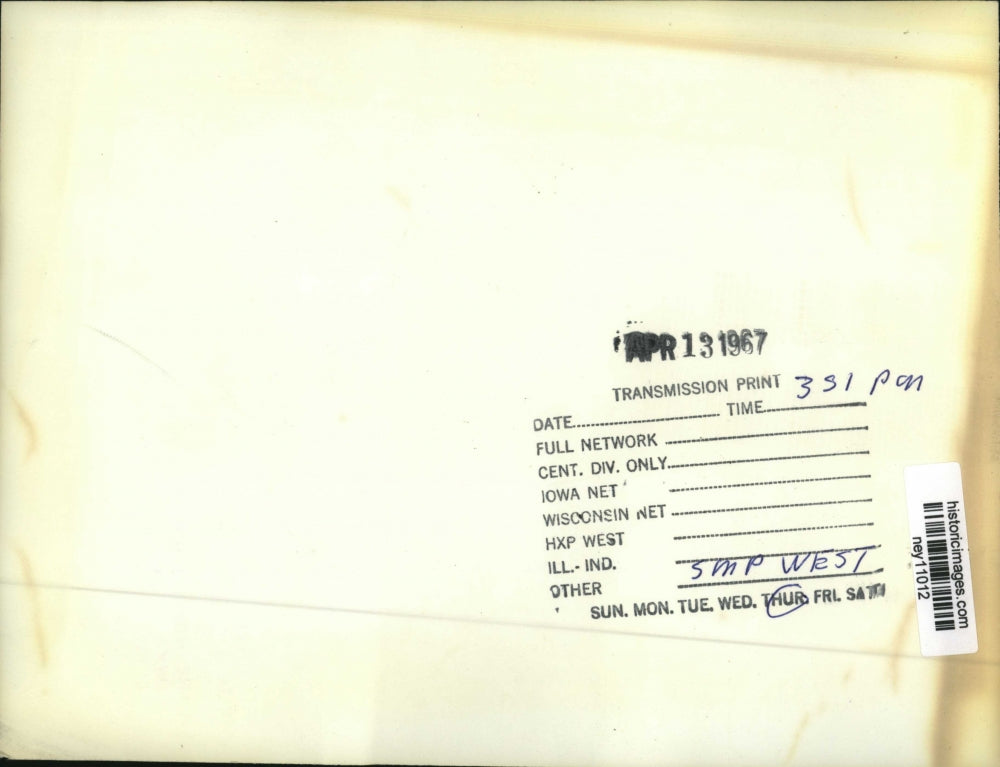 APR 13 1967
TRANSMISSION PRINT 351 pm
DATE TIME
FULL NETWORK
CENT. DIV. ONLY
IOWA NET
WISCONSIN NET
HXP WEST
ILL.- IND.
OTHER SMP WEST
SUN. MON. TUE. WED. THUR. FRI. SAT.
historicimages.com
ney11012